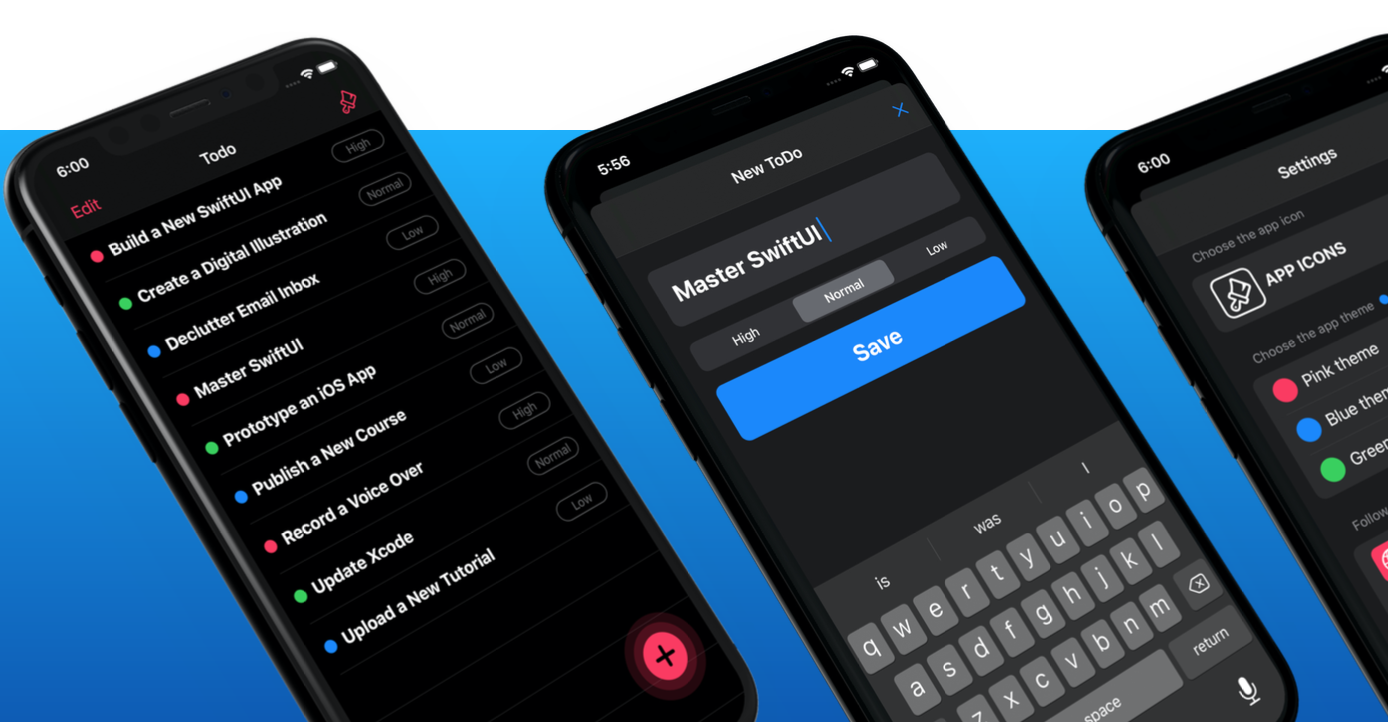 6:00
Todo
Edit
Build a New SwiftUI App High
Create a Digital Illustration Normal
Declutter Email Inbox Low
Master SwiftUI High
Prototype an iOS App Normal
Publish a New Course Low
Record a Voice Over High
Update Xcode Normal
Upload a New Tutorial Low
5:56
New ToDo
Master SwiftUI
High Normal Low
Save
is was I
q w e r t y u i o p
a s d f g h j k l
z x c v b n m
space return
6:00
Settings
Choose the app icon
APP ICONS
Choose the app theme
Pink theme
Blue